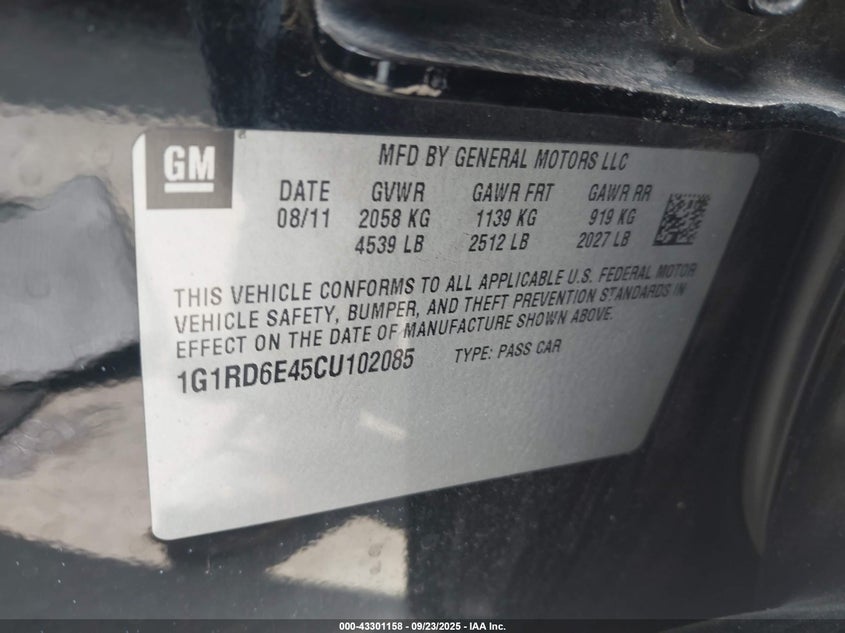 GM
MFD BY GENERAL MOTORS LLC
DATE GVWR GAWR FRT GAWR RR
08/11 2058 KG 1139 KG 919 KG
4539 LB 2512 LB 2027 LB
THIS VEHICLE CONFORMS TO ALL APPLICABLE U.S. FEDERAL MOTOR
VEHICLE SAFETY, BUMPER, AND THEFT PREVENTION STANDARDS IN
EFFECT ON THE DATE OF MANUFACTURE SHOWN ABOVE.
1G1RD6E45CU102085 TYPE: PASS CAR
000-43301158 - 09/23/2025 - IAA Inc.